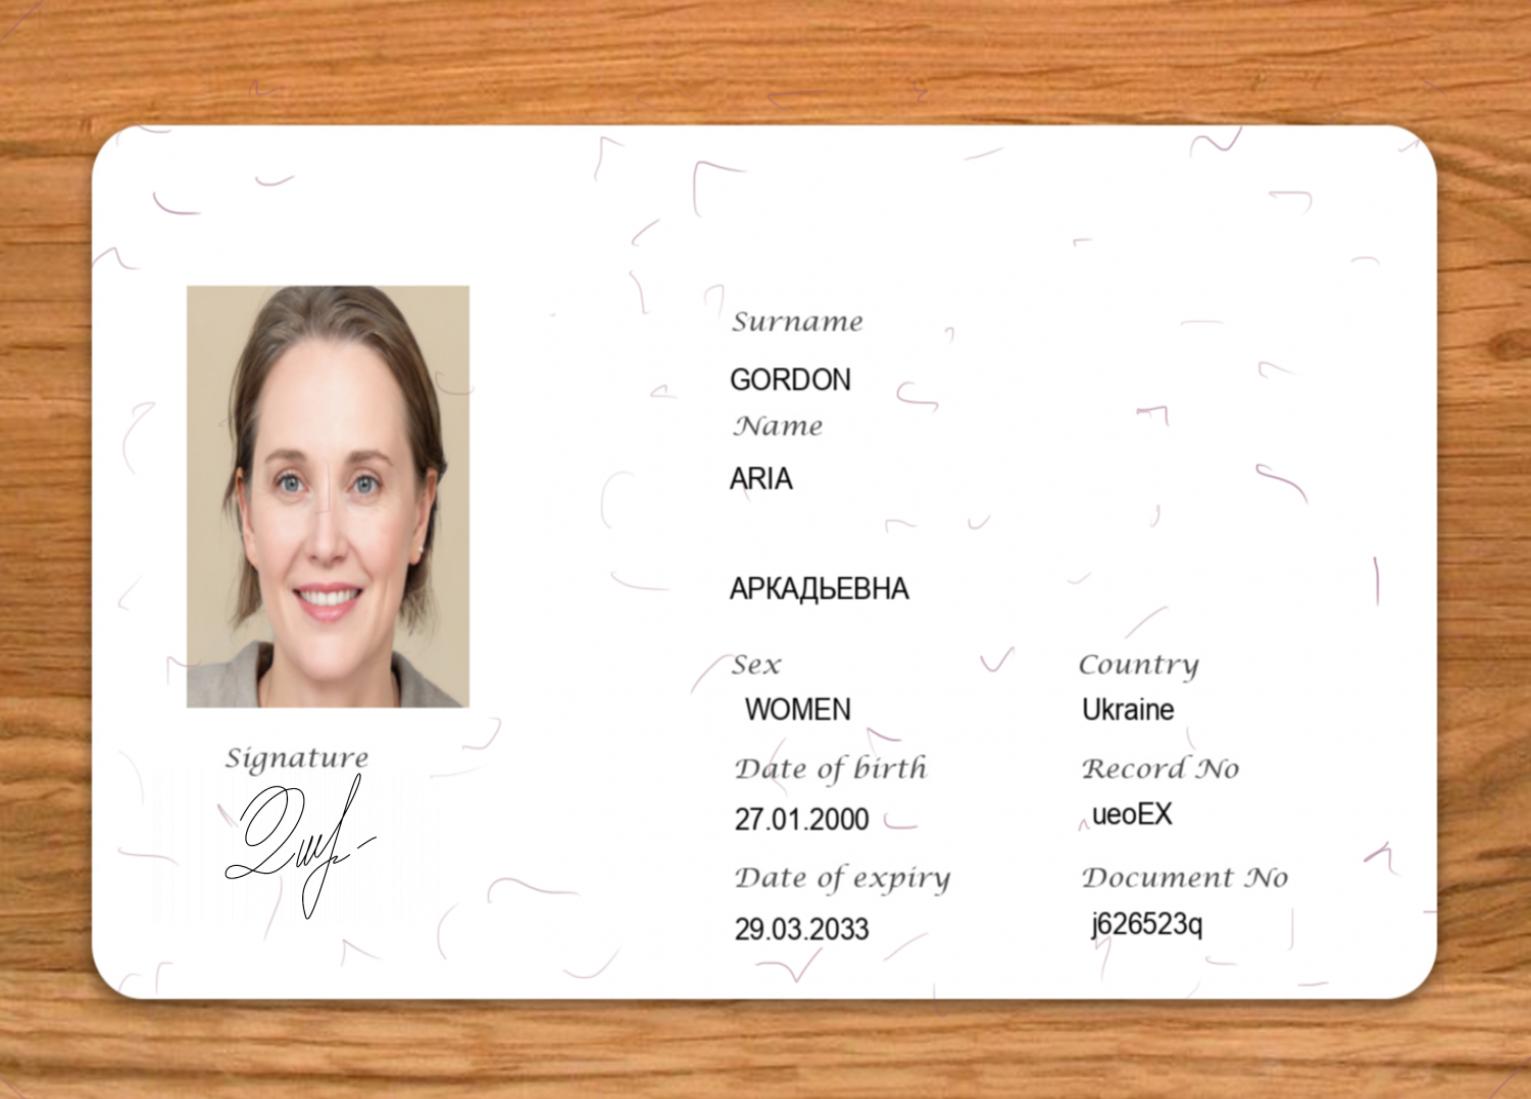 Surname
GORDON
Name
ARIA
АРКАДЬЕВНА
Sex
WOMEN
Country
Ukraine
Date of birth
27.01.2000
Record No
ueoEX
Date of expiry
29.03.2033
Document No
j626523q
Signature